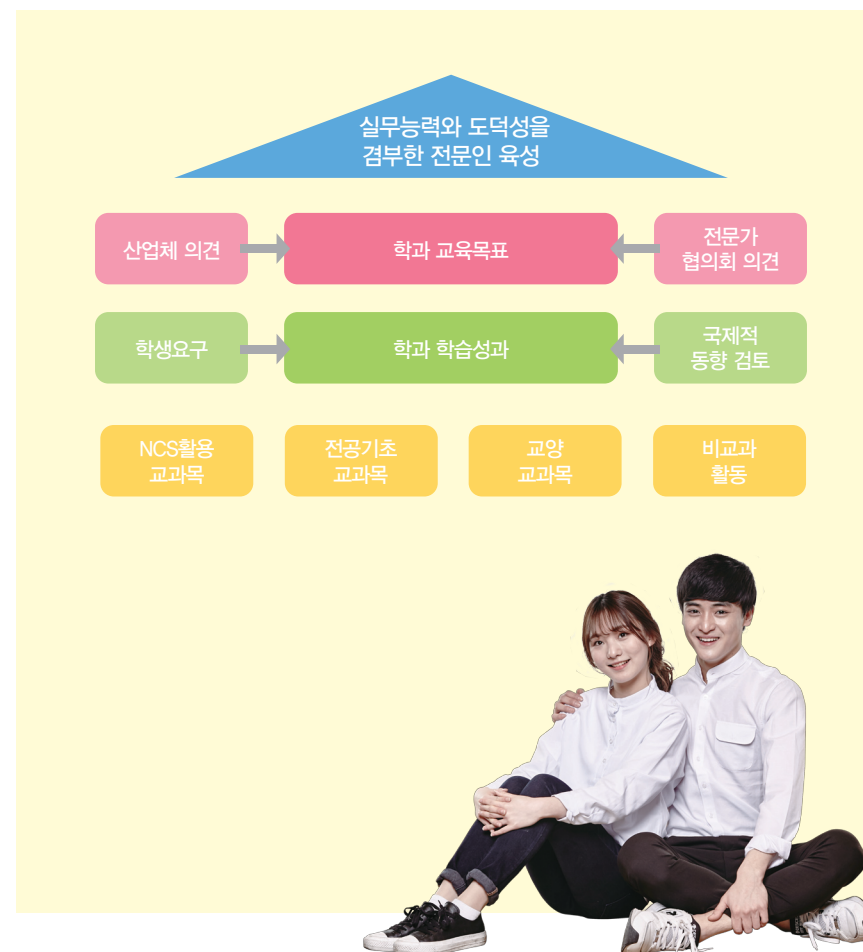 실무능력와 도덕성을
겸부한 전문인 육성
산업체 의견
학과 교육목표
전문가
협의회 의견
학생요구
학과 학습성과
국제적
동향 검토
NCS활용
교과목
전공기초
교과목
교양
교과목
비교과
활동